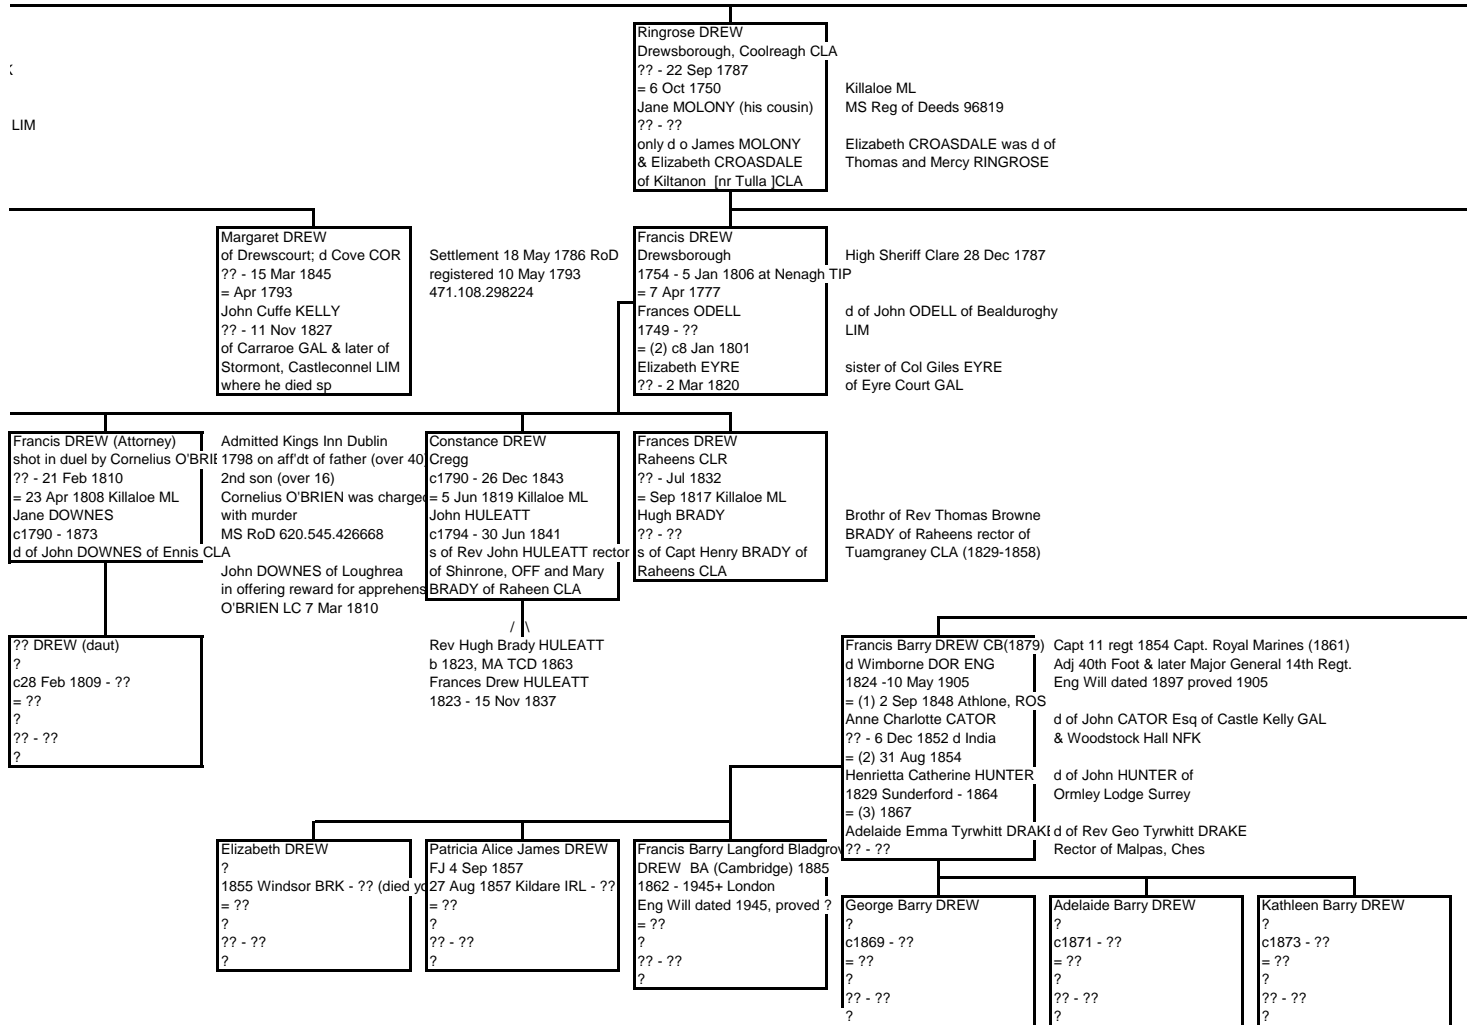 Ringrose DREW
Drewsborough, Coolreagh CLA
?? - 22 Sep 1787
= 6 Oct 1750
Jane MOLONY (his cousin)
?? - ??
only d o James MOLONY
& Elizabeth CROASDALE
of Kiltanon [nr Tulla ]CLA
Killaloe ML
MS Reg of Deeds 96819
Elizabeth CROASDALE was d of
Thomas and Mercy RINGROSE
LIM
Margaret DREW
of Drewscourt; d Cove COR
?? - 15 Mar 1845
= Apr 1793
John Cuffe KELLY
?? - 11 Nov 1827
of Carraroe GAL & later of
Stormont, Castleconnel LIM
where he died sp
Settlement 18 May 1786 RoD
registered 10 May 1793
471.108.298224
Francis DREW
Drewsborough
1754 - 5 Jan 1806 at Nenagh TIP
= 7 Apr 1777
Frances ODELL
1749 - ??
= (2) c8 Jan 1801
Elizabeth EYRE
?? - 2 Mar 1820
High Sheriff Clare 28 Dec 1787
d of John ODELL of Bealduroghy
LIM
sister of Col Giles EYRE
of Eyre Court GAL
Francis DREW (Attorney)
shot in duel by Cornelius O'BRIE
?? - 21 Feb 1810
= 23 Apr 1808 Killaloe ML
Jane DOWNES
c1790 - 1873
d of John DOWNES of Ennis CLA
Admitted Kings Inn Dublin
1798 on aff'dt of father (over 40)
2nd son (over 16)
Cornelius O'BRIEN was charged
with murder
MS RoD 620.545.426668
John DOWNES of Loughrea
in offering reward for apprehens
O'BRIEN LC 7 Mar 1810
Constance DREW
Cregg
c1790 - 26 Dec 1843
= 5 Jun 1819 Killaloe ML
John HULEATT
c1794 - 30 Jun 1841
s of Rev John HULEATT rector
of Shinrone, OFF and Mary
BRADY of Raheen CLA
Frances DREW
Raheens CLR
?? - Jul 1832
= Sep 1817 Killaloe ML
Hugh BRADY
?? - ??
s of Capt Henry BRADY of
Raheens CLA
Brothr of Rev Thomas Browne
BRADY of Raheens rector of
Tuamgraney CLA (1829-1858)
?? DREW (daut)
?
c28 Feb 1809 - ??
= ??
?
?? - ??
?
/ \
Rev Hugh Brady HULEATT
b 1823, MA TCD 1863
Frances Drew HULEATT
1823 - 15 Nov 1837
Francis Barry DREW CB(1879)
d Wimborne DOR ENG
1824 -10 May 1905
= (1) 2 Sep 1848 Athlone, ROS
Anne Charlotte CATOR
?? - 6 Dec 1852 d India
= (2) 31 Aug 1854
Henrietta Catherine HUNTER
1829 Sunderford - 1864
= (3) 1867
Adelaide Emma Tyrwhitt DRAKE
?? - ??
Capt 11 regt 1854 Capt. Royal Marines (1861)
Adj 40th Foot & later Major General 14th Regt.
Eng Will dated 1897 proved 1905
d of John CATOR Esq of Castle Kelly GAL
& Woodstock Hall NFK
d of John HUNTER of
Ormley Lodge Surrey
d of Rev Geo Tyrwhitt DRAKE
Rector of Malpas, Ches
Elizabeth DREW
?
1855 Windsor BRK - ?? (died yo
= ??
?
?? - ??
?
Patricia Alice James DREW
FJ 4 Sep 1857
27 Aug 1857 Kildare IRL - ??
= ??
?
?? - ??
?
Francis Barry Langford Bladgrov
DREW BA (Cambridge) 1885
1862 - 1945+ London
Eng Will dated 1945, proved ?
= ??
?
?? - ??
?
George Barry DREW
?
c1869 - ??
= ??
?
?? - ??
?
Adelaide Barry DREW
?
c1871 - ??
= ??
?
?? - ??
?
Kathleen Barry DREW
?
c1873 - ??
= ??
?
?? - ??
?